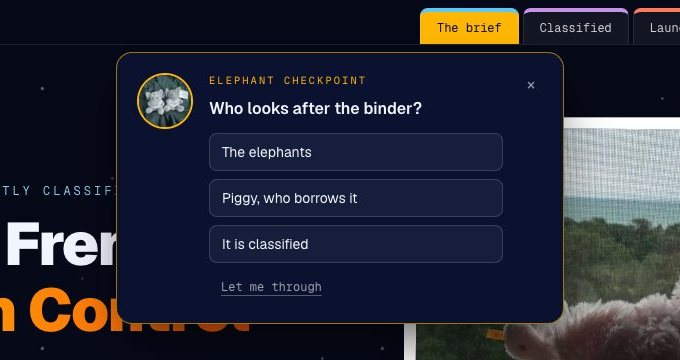 The brief
Classified
ELEPHANT CHECKPOINT
×
Who looks after the binder?
The elephants
Piggy, who borrows it
It is classified
Let me through